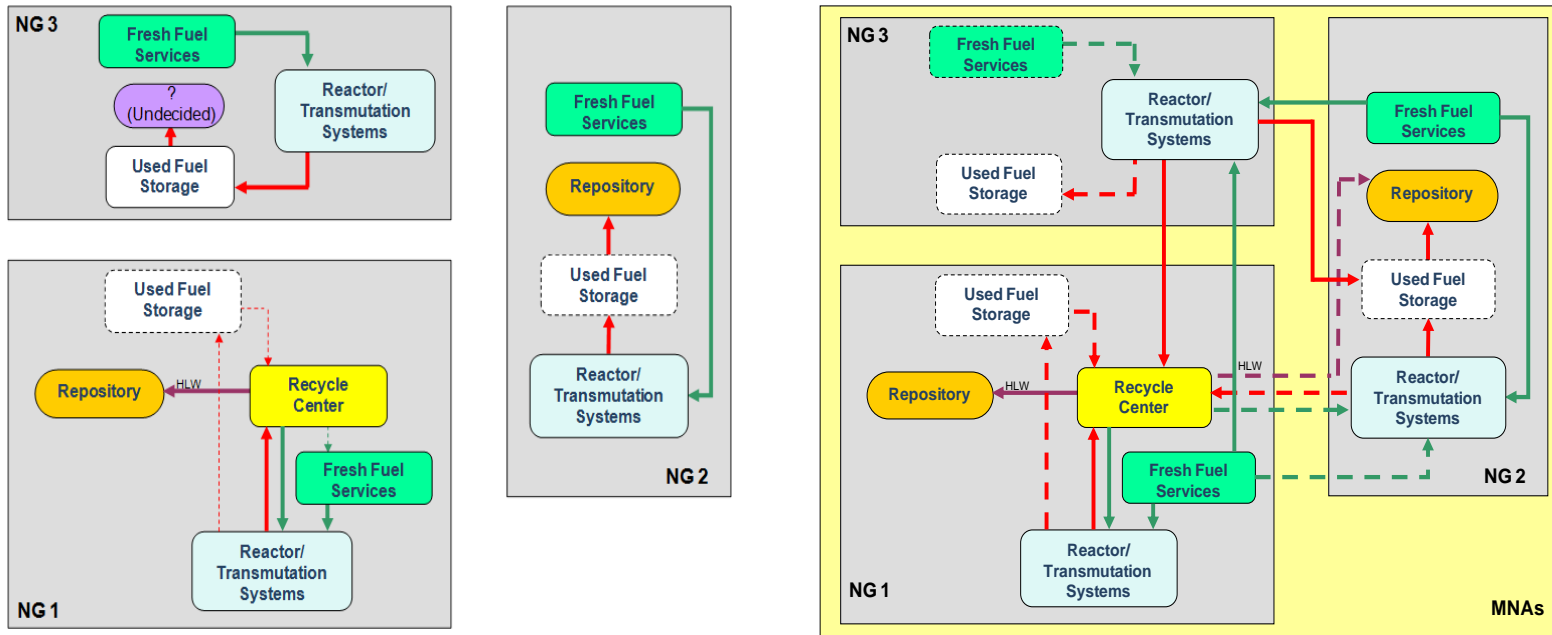 NG 3
Fresh Fuel
Services
?
(Undecided)
Reactor/
Transmutation
Systems
Used Fuel
Storage
Used Fuel
Storage
Repository
HLW
Recycle
Center
Fresh Fuel
Services
Reactor/
Transmutation
Systems
NG 1
Fresh Fuel
Services
Repository
Used Fuel
Storage
Reactor/
Transmutation
Systems
NG 2
NG 3
Fresh Fuel
Services
Reactor/
Transmutation
Systems
Used Fuel
Storage
Used Fuel
Storage
Repository
HLW
Recycle
Center
HLW
Fresh Fuel
Services
Reactor/
Transmutation
Systems
NG 1
Fresh Fuel
Services
Repository
Used Fuel
Storage
Reactor/
Transmutation
Systems
NG 2
MNAs